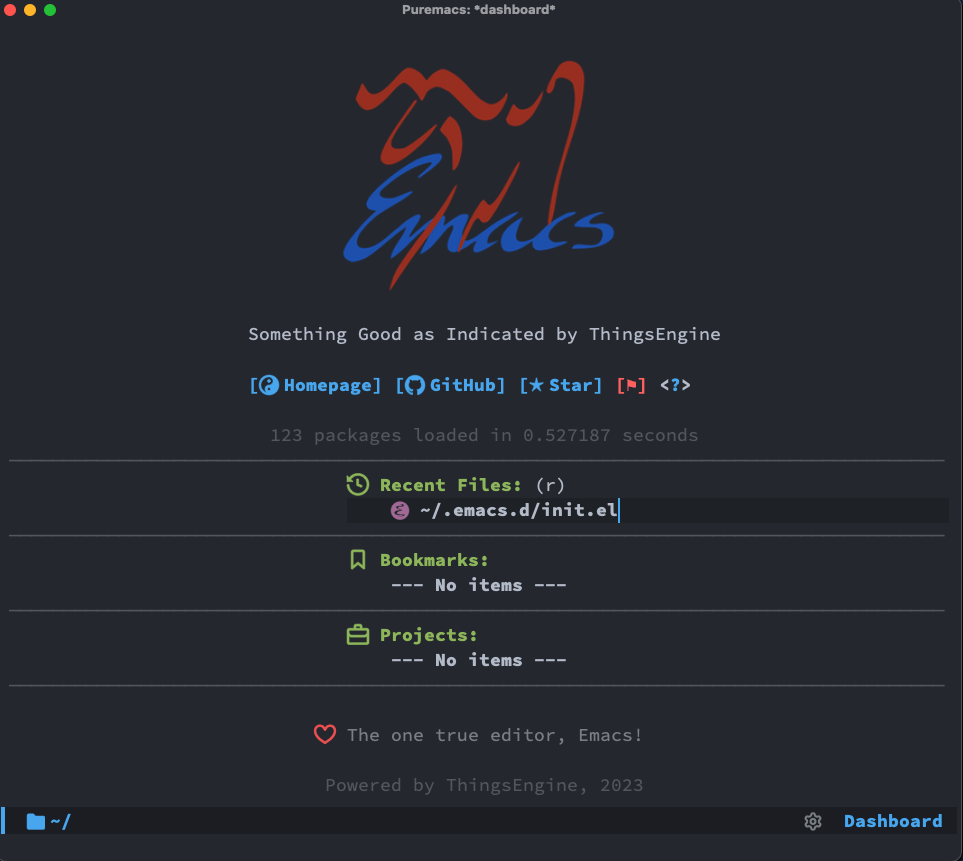 Puremacs: *dashboard*
Emacs
Something Good as Indicated by ThingsEngine
[Homepage] [GitHub] [★ Star] [⚑] <?>
123 packages loaded in 0.527187 seconds
Recent Files: (r)
~/.emacs.d/init.el
Bookmarks:
--- No items ---
Projects:
--- No items ---
The one true editor, Emacs!
Powered by ThingsEngine, 2023
~/ Dashboard